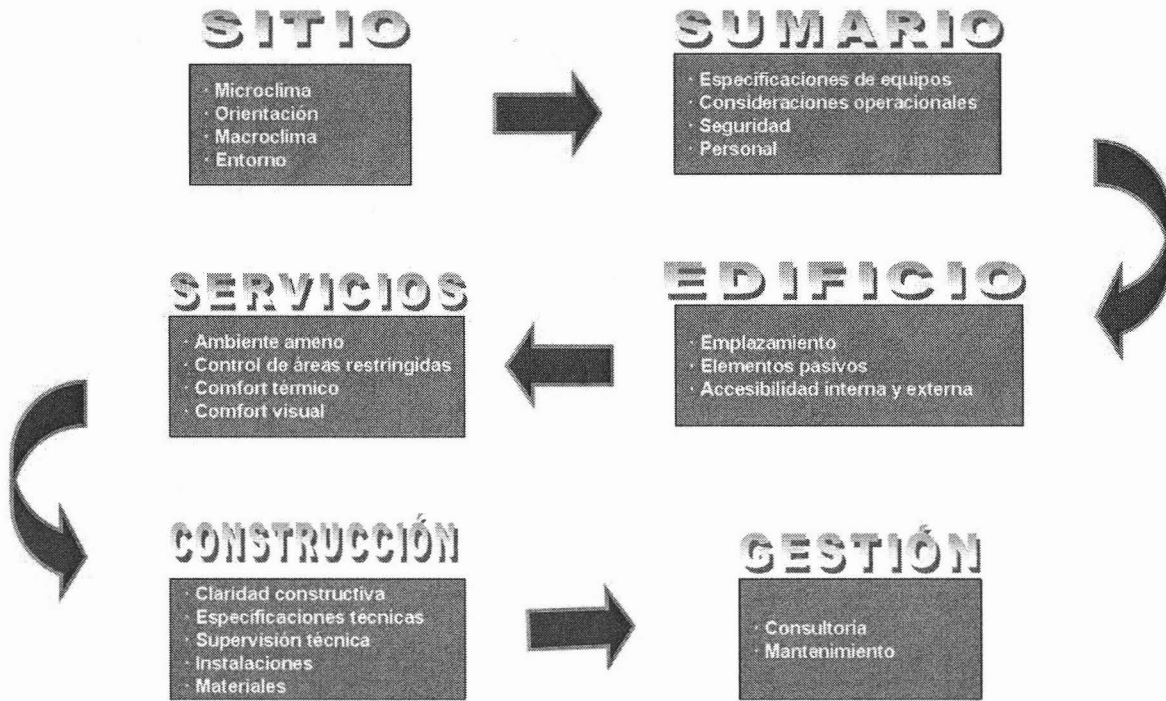 SITIO
· Microclima
· Orientación
· Macroclima
· Entorno
SUMARIO
· Especificaciones de equipos
· Consideraciones operacionales
· Seguridad
· Personal
EDIFICIO
· Emplazamiento
· Elementos pasivos
· Accesibilidad interna y externa
SERVICIOS
· Ambiente ameno
· Control de áreas restringidas
· Comfort térmico
· Comfort visual
CONSTRUCCIÓN
· Claridad constructiva
· Especificaciones técnicas
· Supervisión técnica
· Instalaciones
· Materiales
GESTIÓN
· Consultoria
· Mantenimiento